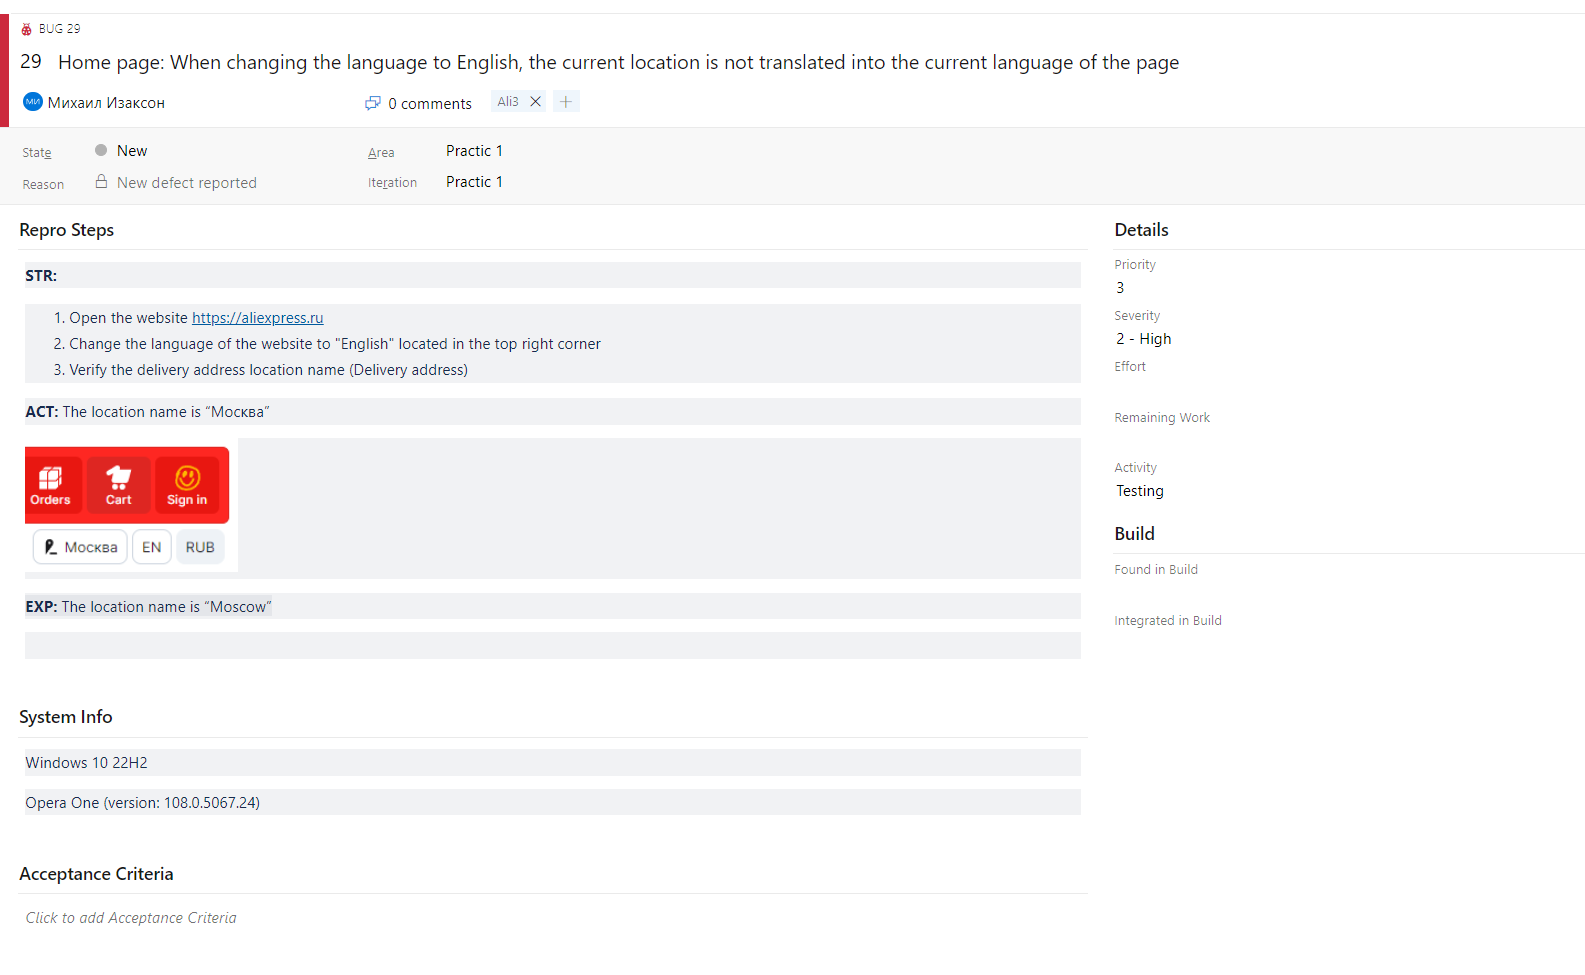 BUG 29
29 Home page: When changing the language to English, the current location is not translated into the current language of the page
МИ Михаил Изаксон
0 comments
Ali3
State
New
Area
Practic 1
Reason
New defect reported
Iteration
Practic 1
Repro Steps
STR:
1. Open the website https://aliexpress.ru
2. Change the language of the website to "English" located in the top right corner
3. Verify the delivery address location name (Delivery address)
ACT: The location name is “Москва”
Orders
Cart
Sign in
Москва
EN
RUB
EXP: The location name is “Moscow”
System Info
Windows 10 22H2
Opera One (version: 108.0.5067.24)
Acceptance Criteria
Click to add Acceptance Criteria
Details
Priority
3
Severity
2 - High
Effort
Remaining Work
Activity
Testing
Build
Found in Build
Integrated in Build